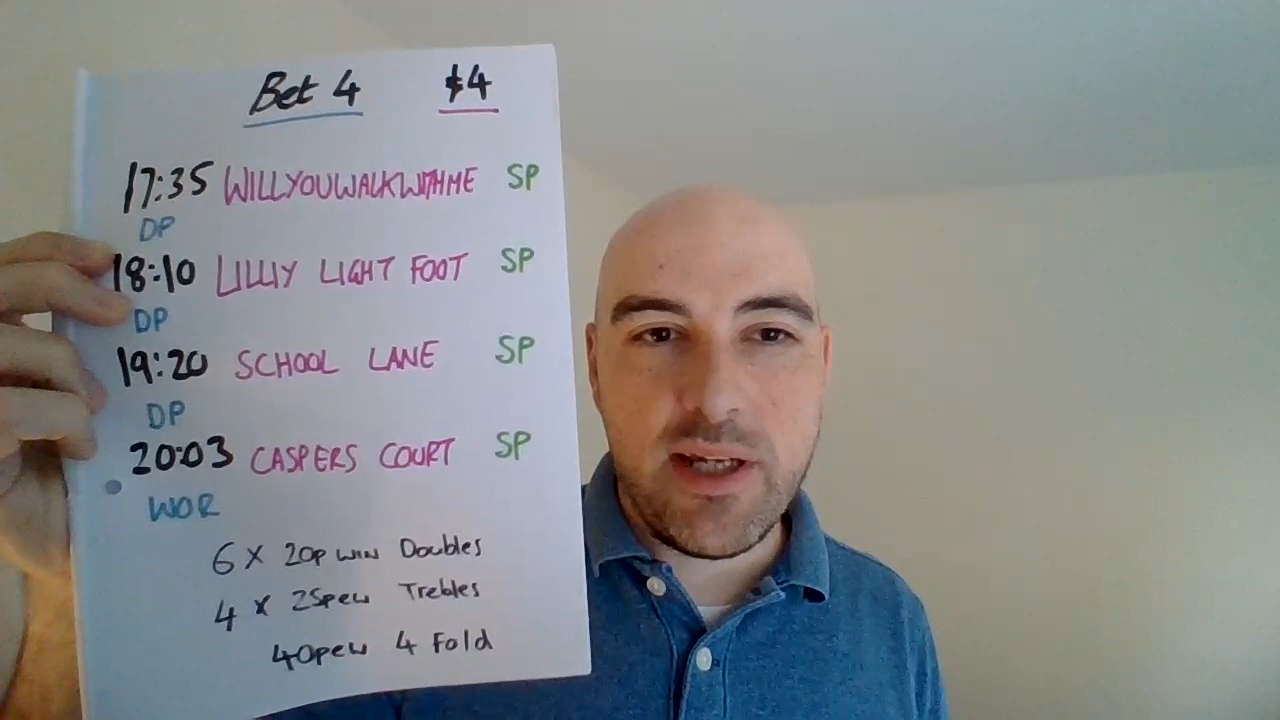 Bet 4 $4
17:35 WILLYOUWALKWITHME SP
DP
18:10 LILLIY LIGHT FOOT SP
DP
19:20 SCHOOL LANE SP
DP
20:03 CASPERS COURT SP
WOR
6 x 20p WIN Doubles
4 x 25pew Trebles
40pew 4 Fold